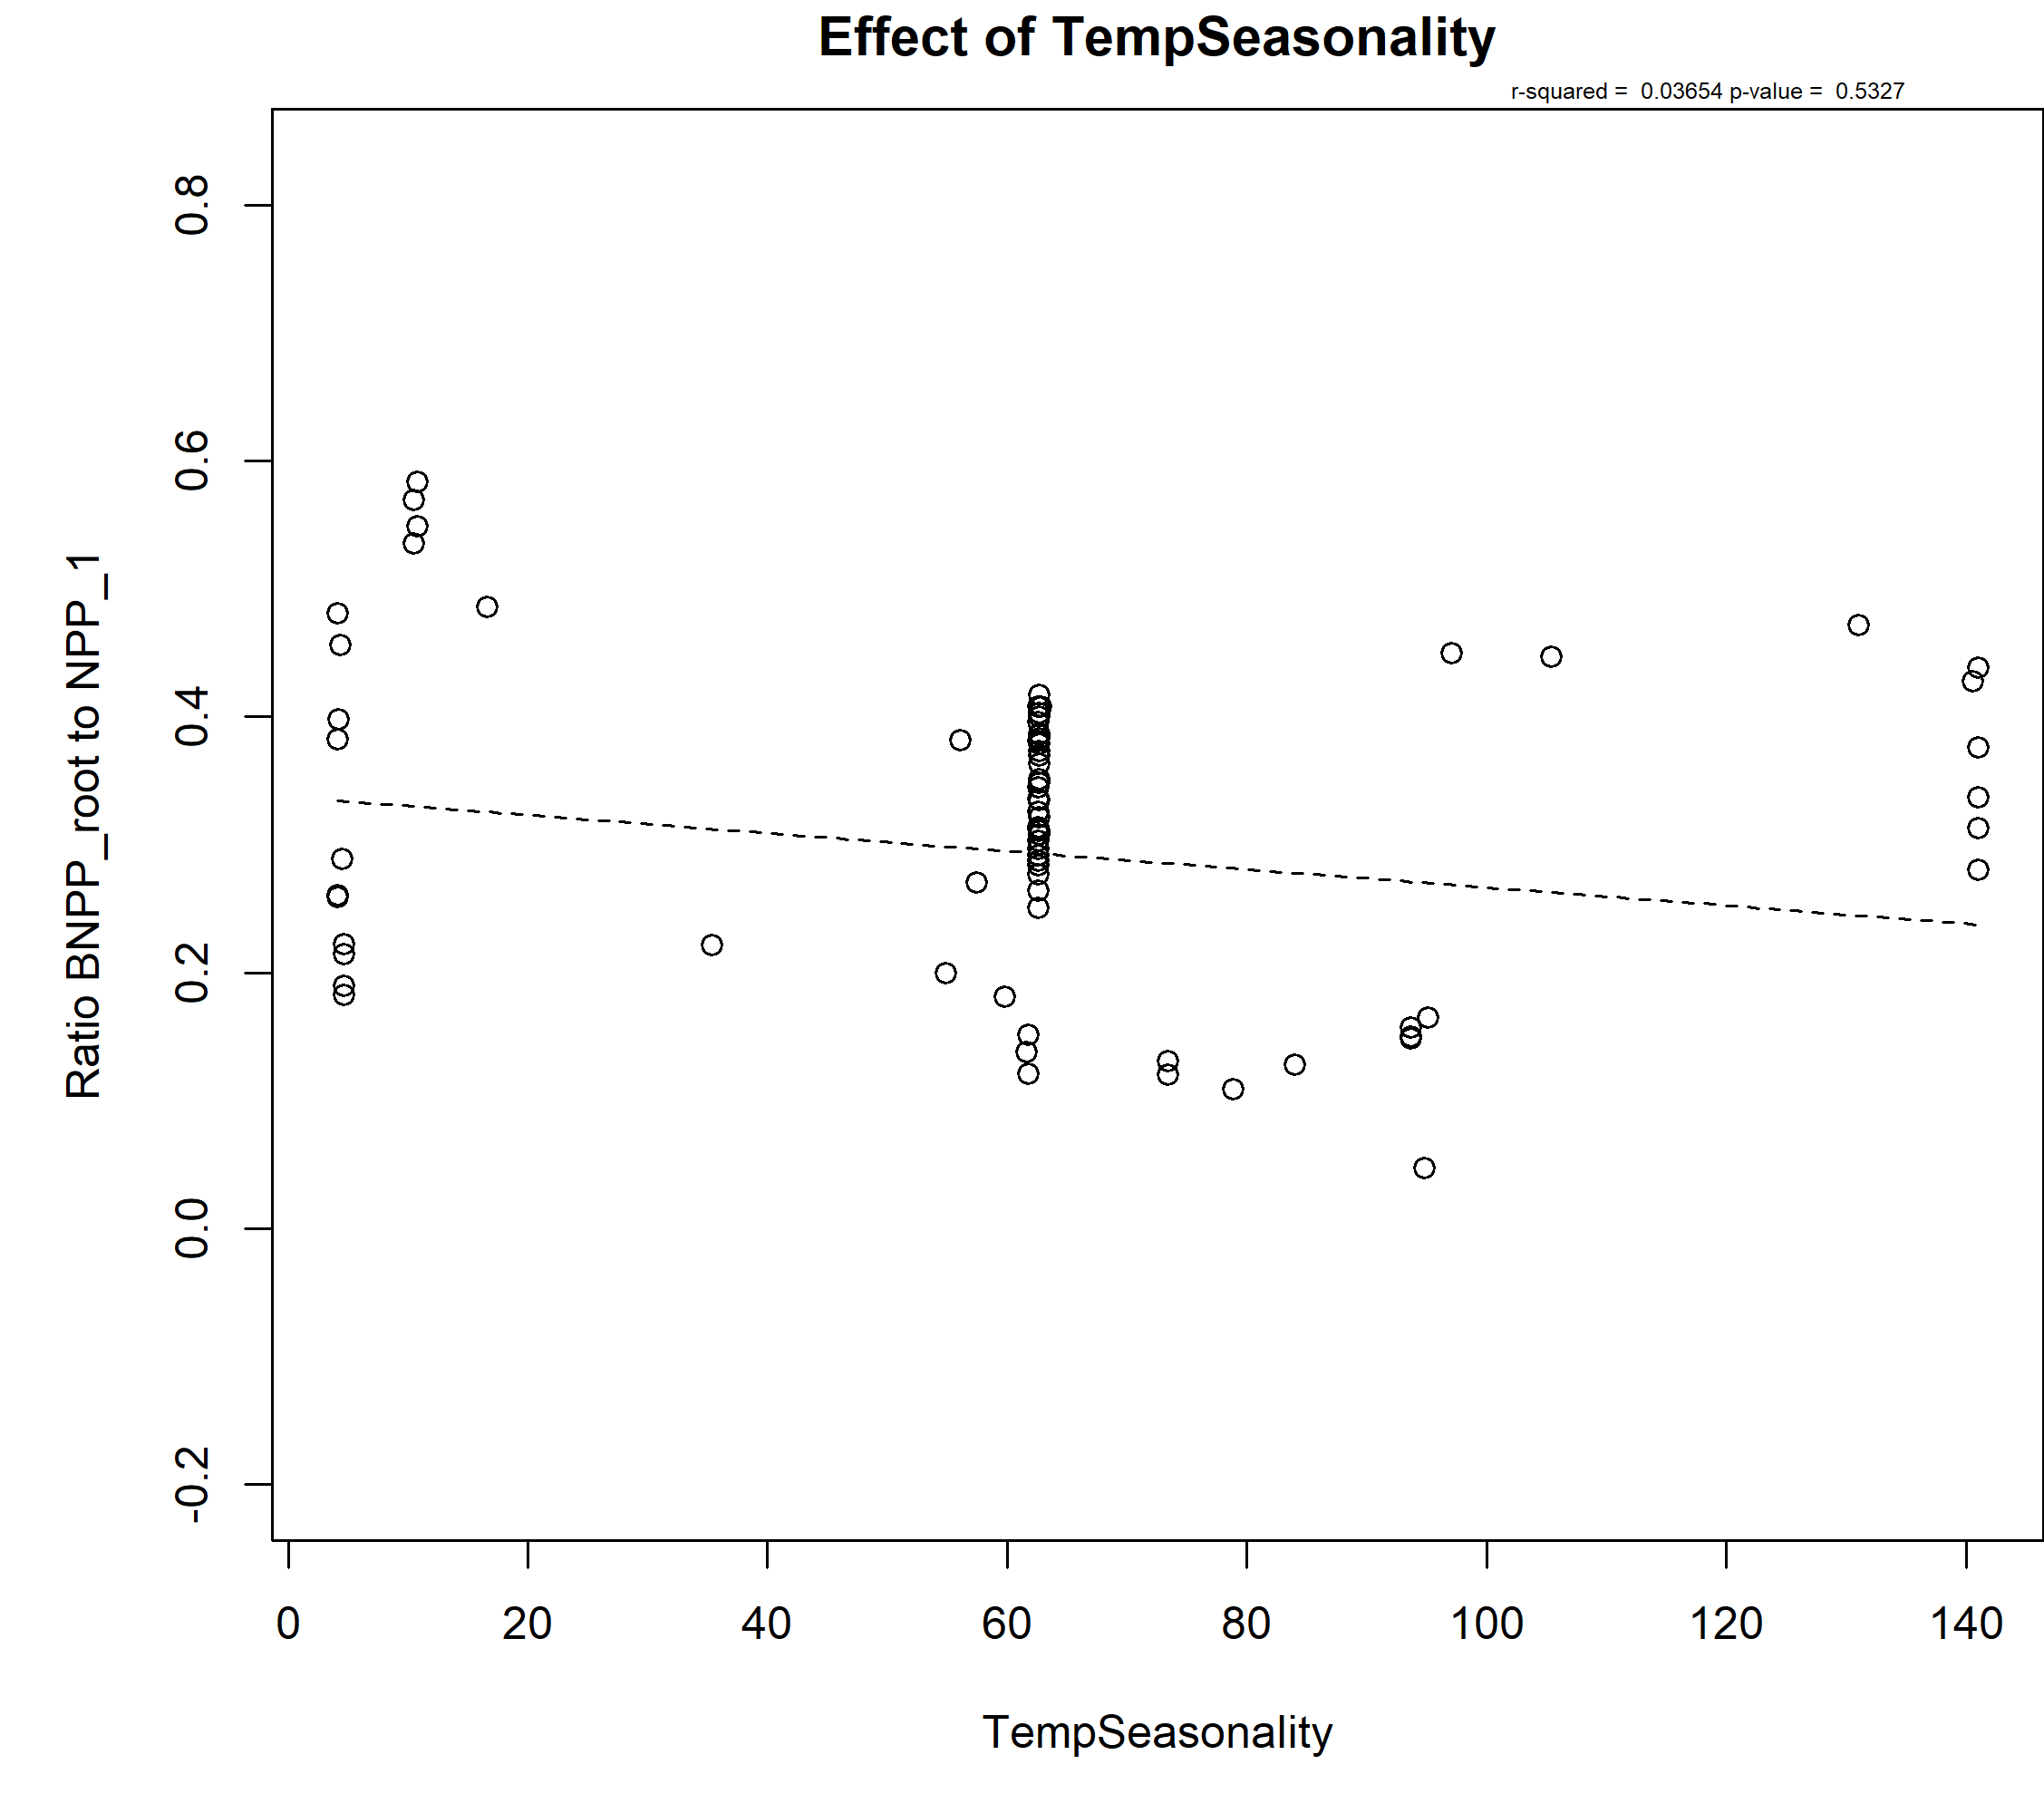 Effect of TempSeasonality
r-squared = 0.03654 p-value = 0.5327
Ratio BNPP_root to NPP_1
0.8
0.6
0.4
0.2
0.0
-0.2
0 20 40 60 80 100 120 140
TempSeasonality